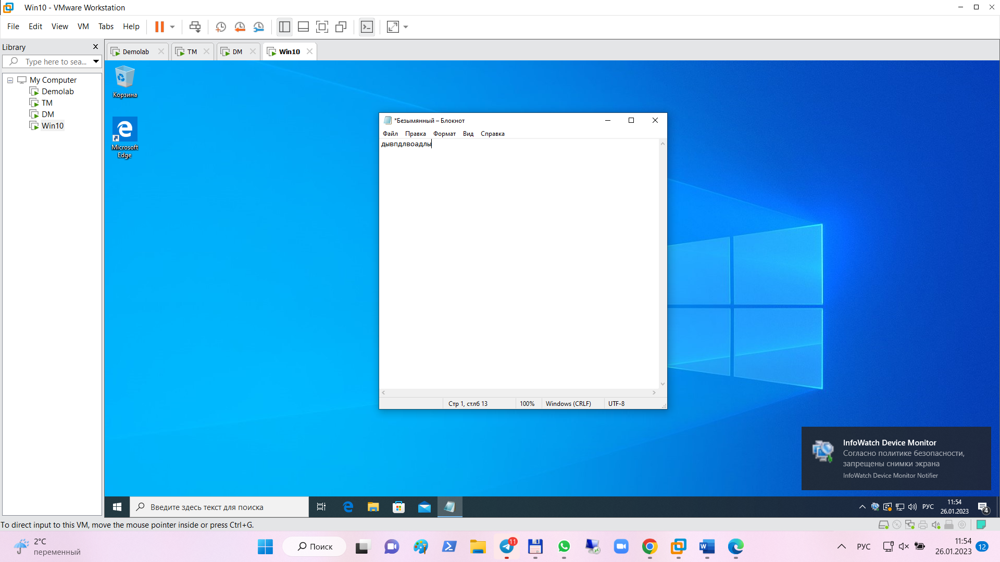 Win10 - VMware Workstation
File Edit View VM Tabs Help
Library
Type here to sea...
My Computer
Demolab
TM
DM
Win10
Demolab TM DM Win10
Корзина
Microsoft
Edge
*Безымянный – Блокнот
Файл Правка Формат Вид Справка
дывпдлвоадлы
Стр 1, стлб 13 100% Windows (CRLF) UTF-8
InfoWatch Device Monitor
Согласно политике безопасности,
запрещены снимки экрана
InfoWatch Device Monitor Notifier
Введите здесь текст для поиска
РУС
11:54
26.01.2023
4
To direct input to this VM, move the mouse pointer inside or press Ctrl+G.
2°C
переменный
Поиск
11
РУС
11:54
26.01.2023
12